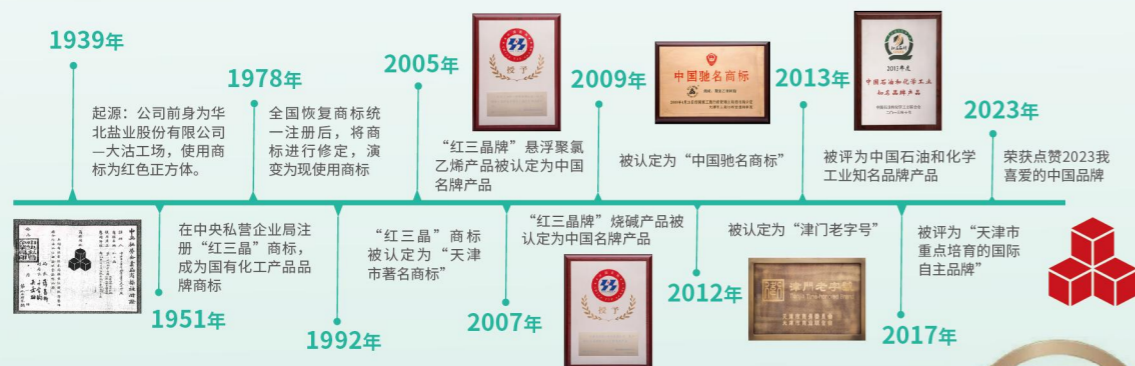 1939年
起源：公司前身为华
北盐业股份有限公司
—大沽工场，使用商
标为红色正方体。
1951年
在中央私营企业局注
册“红三晶”商标，
成为国有化工产品品
牌商标
1978年
全国恢复商标统
一注册后，将商
标进行修定，演
变为现使用商标
1992年
“红三晶”商标
被认定为“天津
市著名商标”
2005年
授予
“红三晶牌”悬浮聚氯
乙烯产品被认定为中国
名牌产品
2007年
“红三晶牌”烧碱产品被
认定为中国名牌产品
授予
2009年
中国驰名商标
被认定为“中国驰名商标”
2012年
被认定为“津门老字号”
津门老字号
2013年
2013年度
中国石油和化学工业
知名品牌产品
被评为中国石油和化学
工业知名品牌产品
2017年
被评为“天津市
重点培育的国际
自主品牌”
2023年
荣获点赞2023我
喜爱的中国品牌